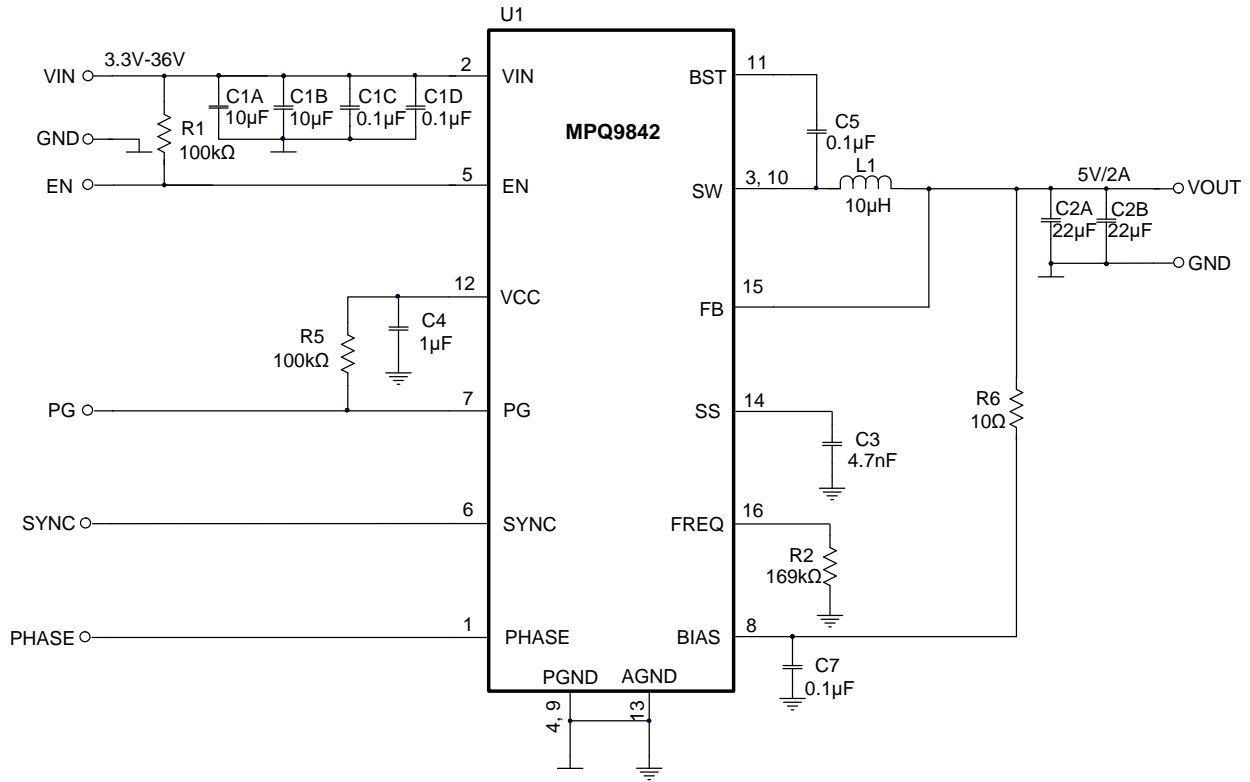 U1
MPQ9842
VIN
3.3V-36V
2
VIN
C1A
10µF
C1B
10µF
C1C
0.1µF
C1D
0.1µF
GND
R1
100kΩ
EN
5
EN
12
VCC
R5
100kΩ
C4
1µF
PG
7
PG
SYNC
6
SYNC
PHASE
1
PHASE
PGND
AGND
4, 9
13
BST
11
C5
0.1µF
SW
3, 10
L1
10µH
5V/2A
VOUT
C2A
22µF
C2B
22µF
GND
FB
15
SS
14
C3
4.7nF
R6
10Ω
FREQ
16
R2
169kΩ
BIAS
8
C7
0.1µF